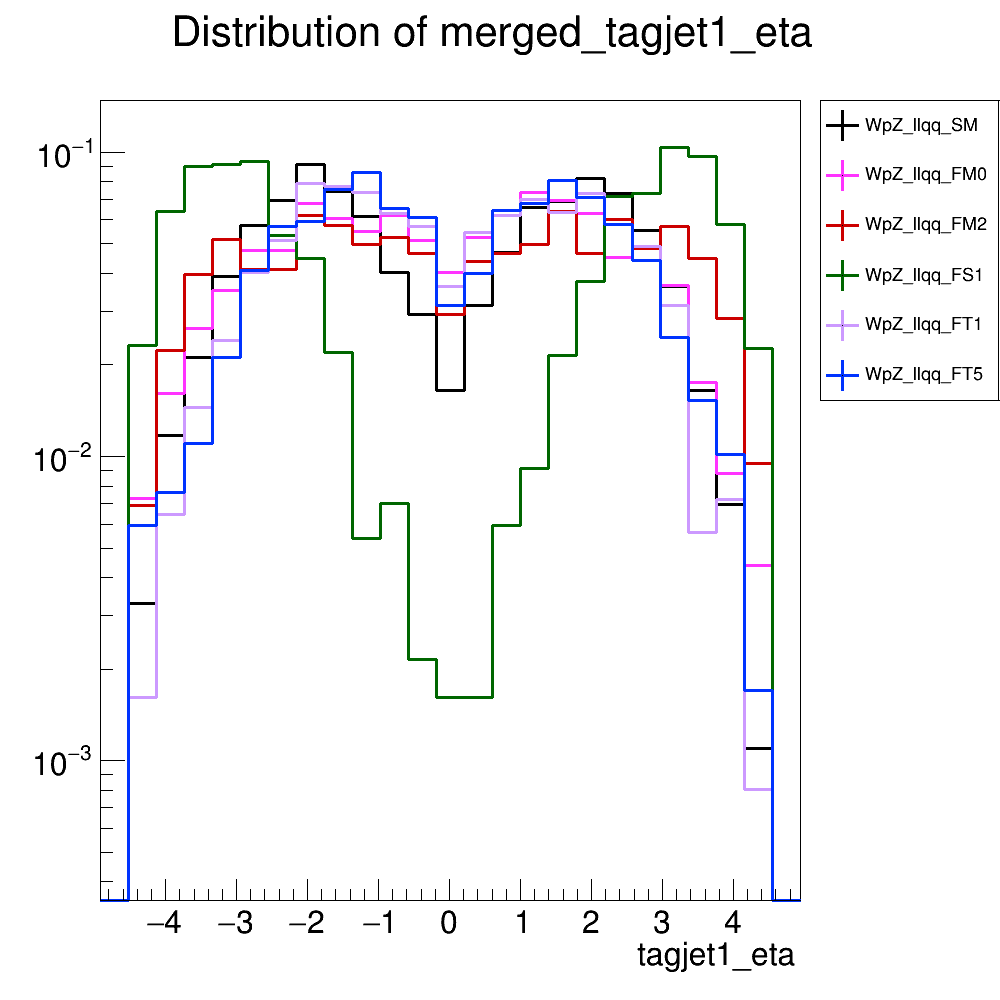 Distribution of merged_tagjet1_eta
WpZ_llqq_SM
WpZ_llqq_FM0
WpZ_llqq_FM2
WpZ_llqq_FS1
WpZ_llqq_FT1
WpZ_llqq_FT5
10⁻¹
10⁻²
10⁻³
−4 −3 −2 −1 0 1 2 3 4
tagjet1_eta